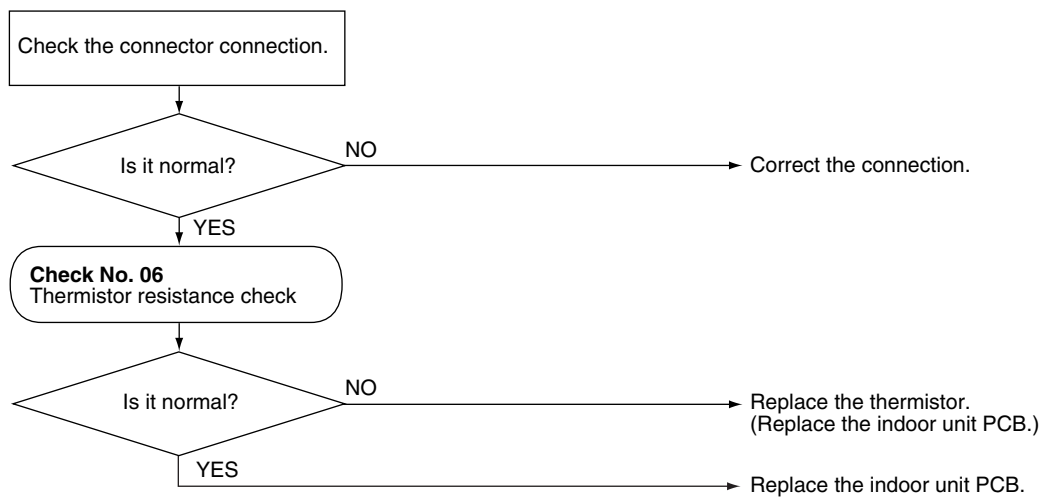 Check the connector connection.
Is it normal?
NO
Correct the connection.
YES
Check No. 06
Thermistor resistance check
Is it normal?
NO
Replace the thermistor.
(Replace the indoor unit PCB.)
YES
Replace the indoor unit PCB.